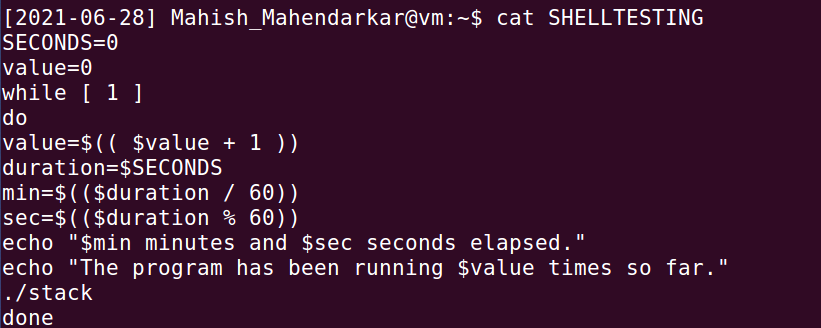 [2021-06-28] Mahish_Mahendarkar@vm:~$ cat SHELLTESTING
SECONDS=0
value=0
while [ 1 ]
do
value=$(( $value + 1 ))
duration=$SECONDS
min=$(($duration / 60))
sec=$(($duration % 60))
echo "$min minutes and $sec seconds elapsed."
echo "The program has been running $value times so far."
./stack
done